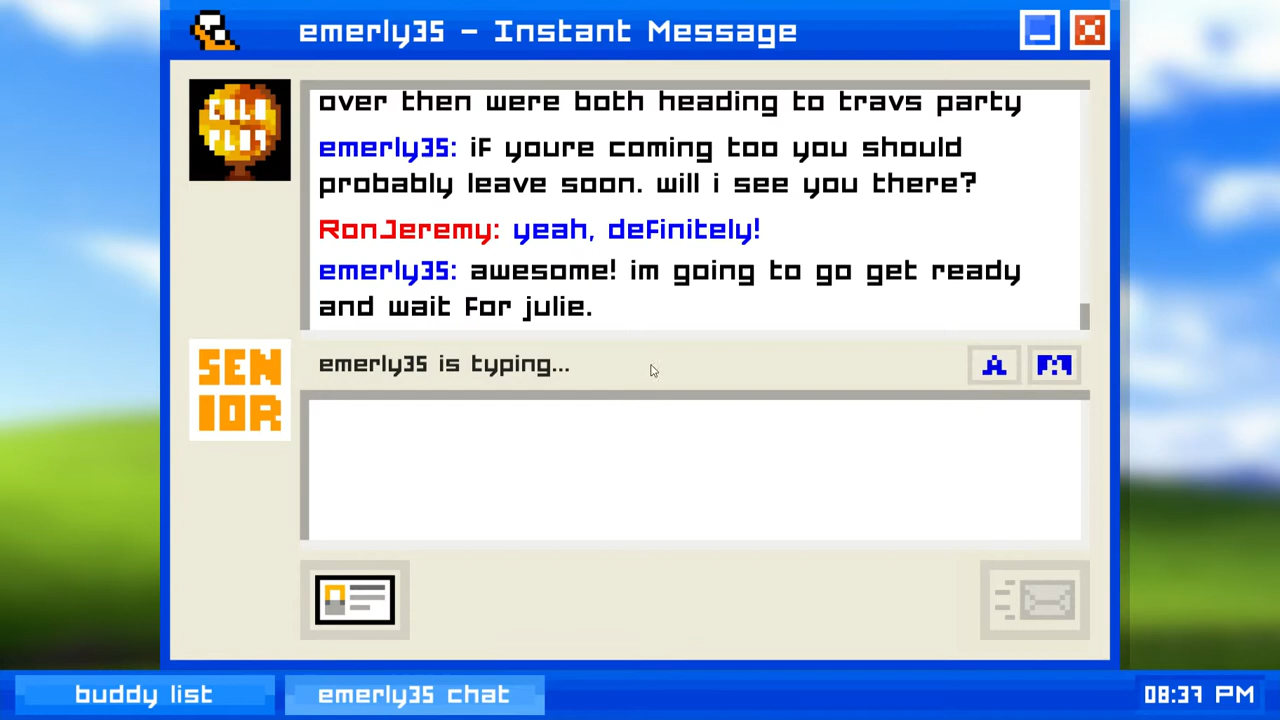 emerly35 - Instant Message
COLD
PLAY
over then were both heading to travs party
emerly35: if youre coming too you should
probably leave soon. will i see you there?
RonJeremy: yeah, definitely!
emerly35: awesome! im going to go get ready
and wait for julie.
SEN
IOR
emerly35 is typing...
A
buddy list
emerly35 chat
08:37 PM